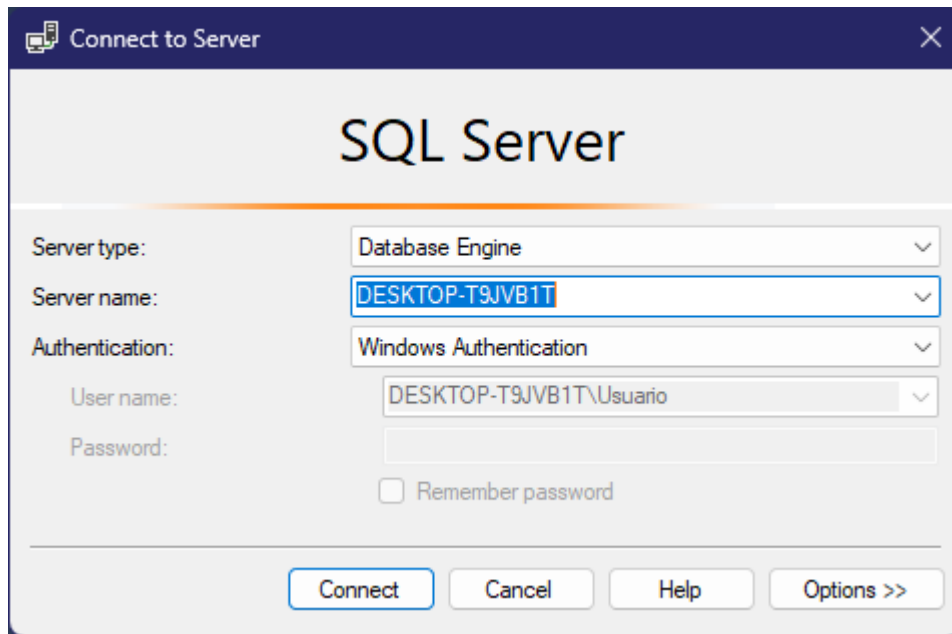 Connect to Server
SQL Server
Server type: Database Engine
Server name: DESKTOP-T9JVB1T
Authentication: Windows Authentication
User name: DESKTOP-T9JVB1T\Usuario
Password:
Remember password
Connect Cancel Help Options >>